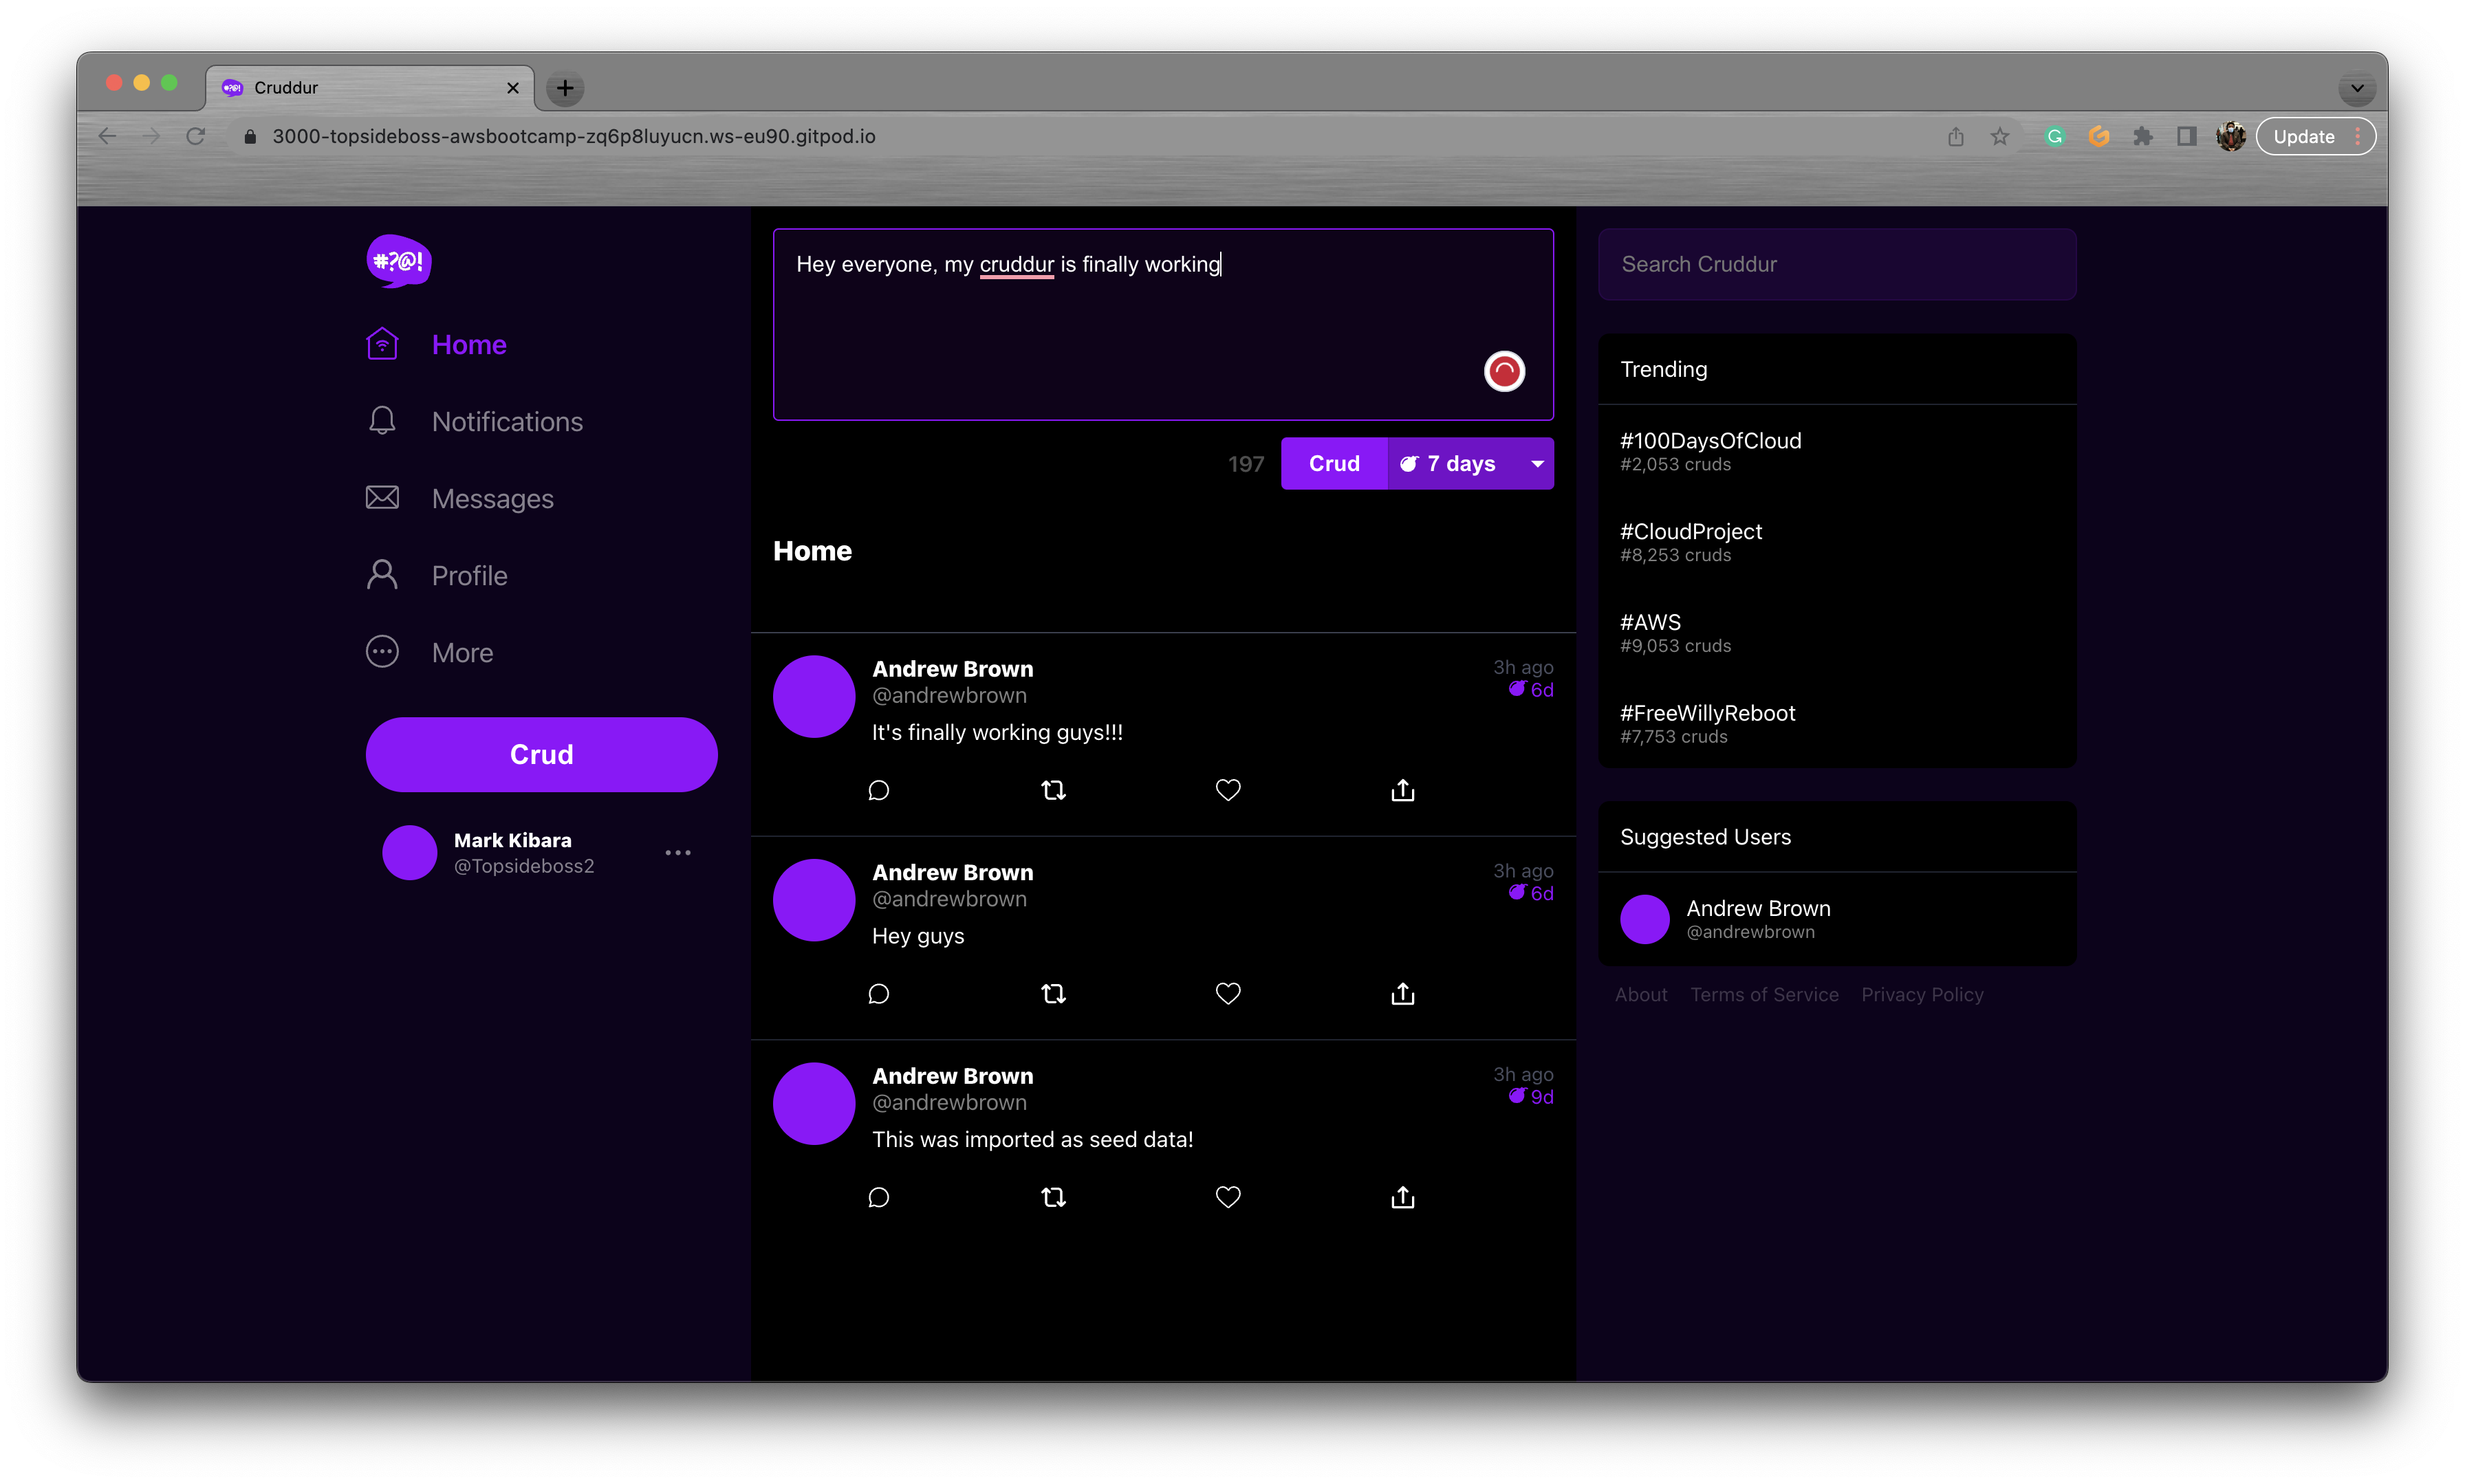 Cruddur
3000-topsideboss-awsbootcamp-zq6p8luyucn.ws-eu90.gitpod.io
Update
#?@!
Home
Notifications
Messages
Profile
More
Crud
Mark Kibara
@Topsideboss2
Hey everyone, my cruddur is finally working
197
Crud
7 days
Home
Andrew Brown
3h ago
@andrewbrown
6d
It's finally working guys!!!
Andrew Brown
3h ago
@andrewbrown
6d
Hey guys
Andrew Brown
3h ago
@andrewbrown
9d
This was imported as seed data!
Search Cruddur
Trending
#100DaysOfCloud
#2,053 cruds
#CloudProject
#8,253 cruds
#AWS
#9,053 cruds
#FreeWillyReboot
#7,753 cruds
Suggested Users
Andrew Brown
@andrewbrown
About Terms of Service Privacy Policy